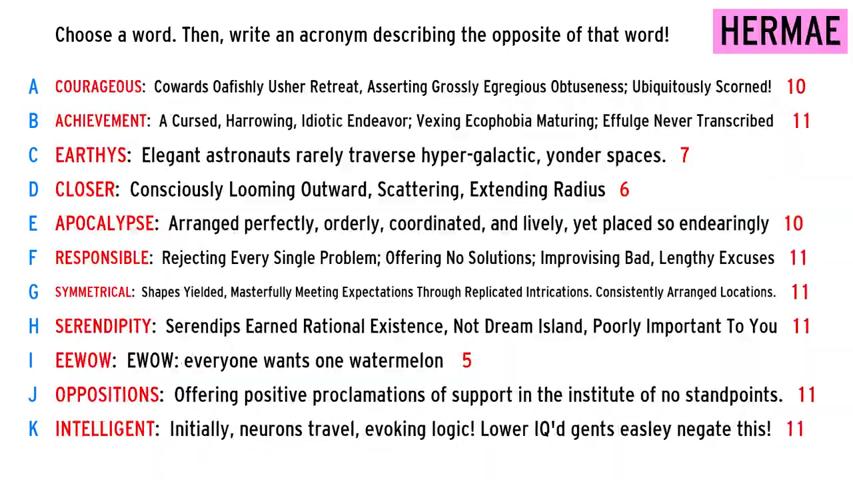 Choose a word. Then, write an acronym describing the opposite of that word!
HERMAE
A COURAGEOUS: Cowards Oafishly Usher Retreat, Asserting Grossly Egregious Obtuseness; Ubiquitously Scorned! 10
B ACHIEVEMENT: A Cursed, Harrowing, Idiotic Endeavor; Vexing Ecophobia Maturing; Effulge Never Transcribed 11
C EARTHYS: Elegant astronauts rarely traverse hyper-galactic, yonder spaces. 7
D CLOSER: Consciously Looming Outward, Scattering, Extending Radius 6
E APOCALYPSE: Arranged perfectly, orderly, coordinated, and lively, yet placed so endearingly 10
F RESPONSIBLE: Rejecting Every Single Problem; Offering No Solutions; Improvising Bad, Lengthy Excuses 11
G SYMMETRICAL: Shapes Yielded, Masterfully Meeting Expectations Through Replicated Intrications. Consistently Arranged Locations. 11
H SERENDIPITY: Serendips Earned Rational Existence, Not Dream Island, Poorly Important To You 11
I EEWOW: EWOW: everyone wants one watermelon 5
J OPPOSITIONS: Offering positive proclamations of support in the institute of no standpoints. 11
K INTELLIGENT: Initially, neurons travel, evoking logic! Lower IQ'd gents easley negate this! 11